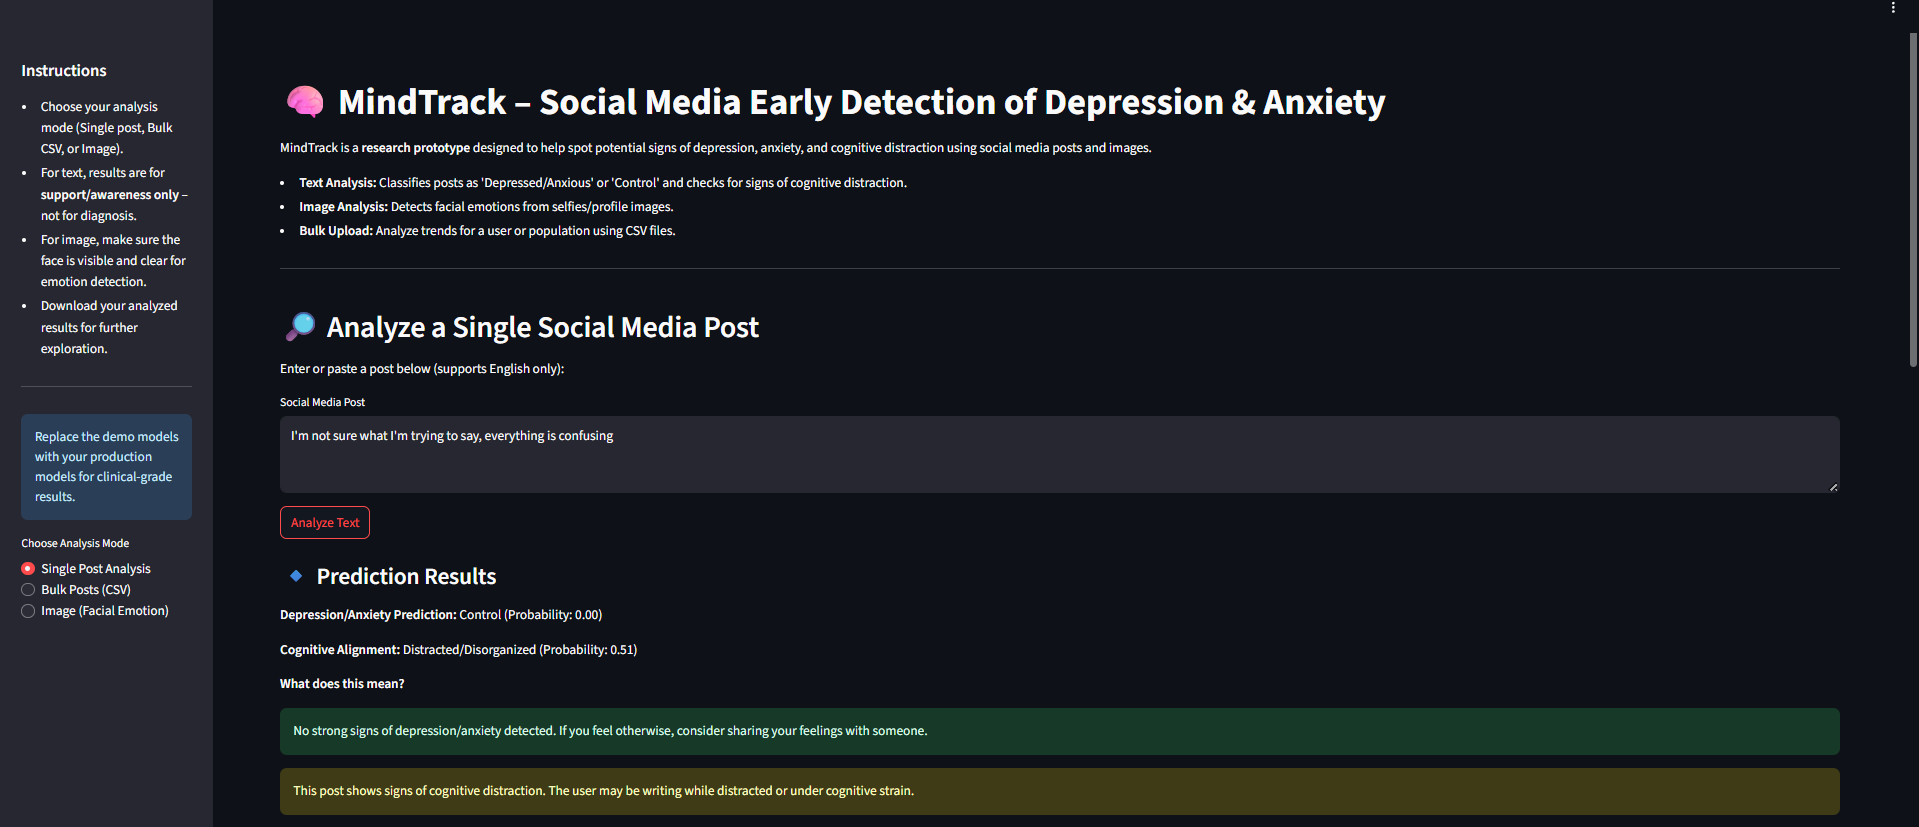 Instructions
• Choose your analysis
mode (Single post, Bulk
CSV, or Image).
• For text, results are for
support/awareness only –
not for diagnosis.
• For image, make sure the
face is visible and clear for
emotion detection.
• Download your analyzed
results for further
exploration.
Replace the demo models
with your production
models for clinical-grade
results.
Choose Analysis Mode
Single Post Analysis
Bulk Posts (CSV)
Image (Facial Emotion)
MindTrack – Social Media Early Detection of Depression & Anxiety
MindTrack is a research prototype designed to help spot potential signs of depression, anxiety, and cognitive distraction using social media posts and images.
• Text Analysis: Classifies posts as 'Depressed/Anxious' or 'Control' and checks for signs of cognitive distraction.
• Image Analysis: Detects facial emotions from selfies/profile images.
• Bulk Upload: Analyze trends for a user or population using CSV files.
Analyze a Single Social Media Post
Enter or paste a post below (supports English only):
Social Media Post
I'm not sure what I'm trying to say, everything is confusing
Analyze Text
Prediction Results
Depression/Anxiety Prediction: Control (Probability: 0.00)
Cognitive Alignment: Distracted/Disorganized (Probability: 0.51)
What does this mean?
No strong signs of depression/anxiety detected. If you feel otherwise, consider sharing your feelings with someone.
This post shows signs of cognitive distraction. The user may be writing while distracted or under cognitive strain.